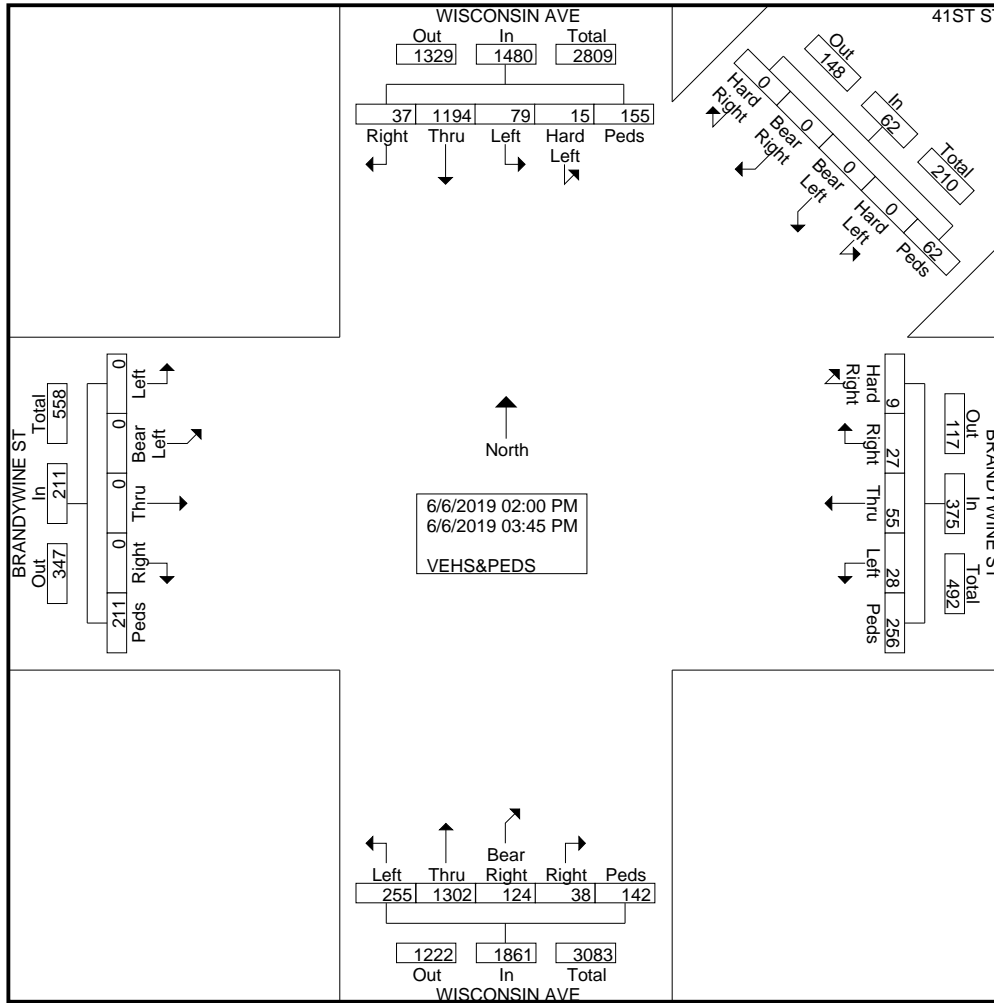 WISCONSIN AVE
Out In Total
1329 1480 2809
37 1194 79 15 155
Right Thru Left Hard Left Peds
41ST ST
Out
148
In
62
Total
210
0 0 0 0 62
Hard Right
Bear Right
Bear Left
Hard Left
Peds
BRANDYWINE ST
Total In Out
558 211 347
0 0 0 0 211
Left
Bear Left
Thru
Right
Peds
North
6/6/2019 02:00 PM
6/6/2019 03:45 PM
VEHS&PEDS
BRANDYWINE ST
Out In Total
117 375 492
9 27 55 28 256
Hard Right
Right
Thru
Left
Peds
Left Thru Bear Right Right Peds
255 1302 124 38 142
1222 1861 3083
Out In Total
WISCONSIN AVE